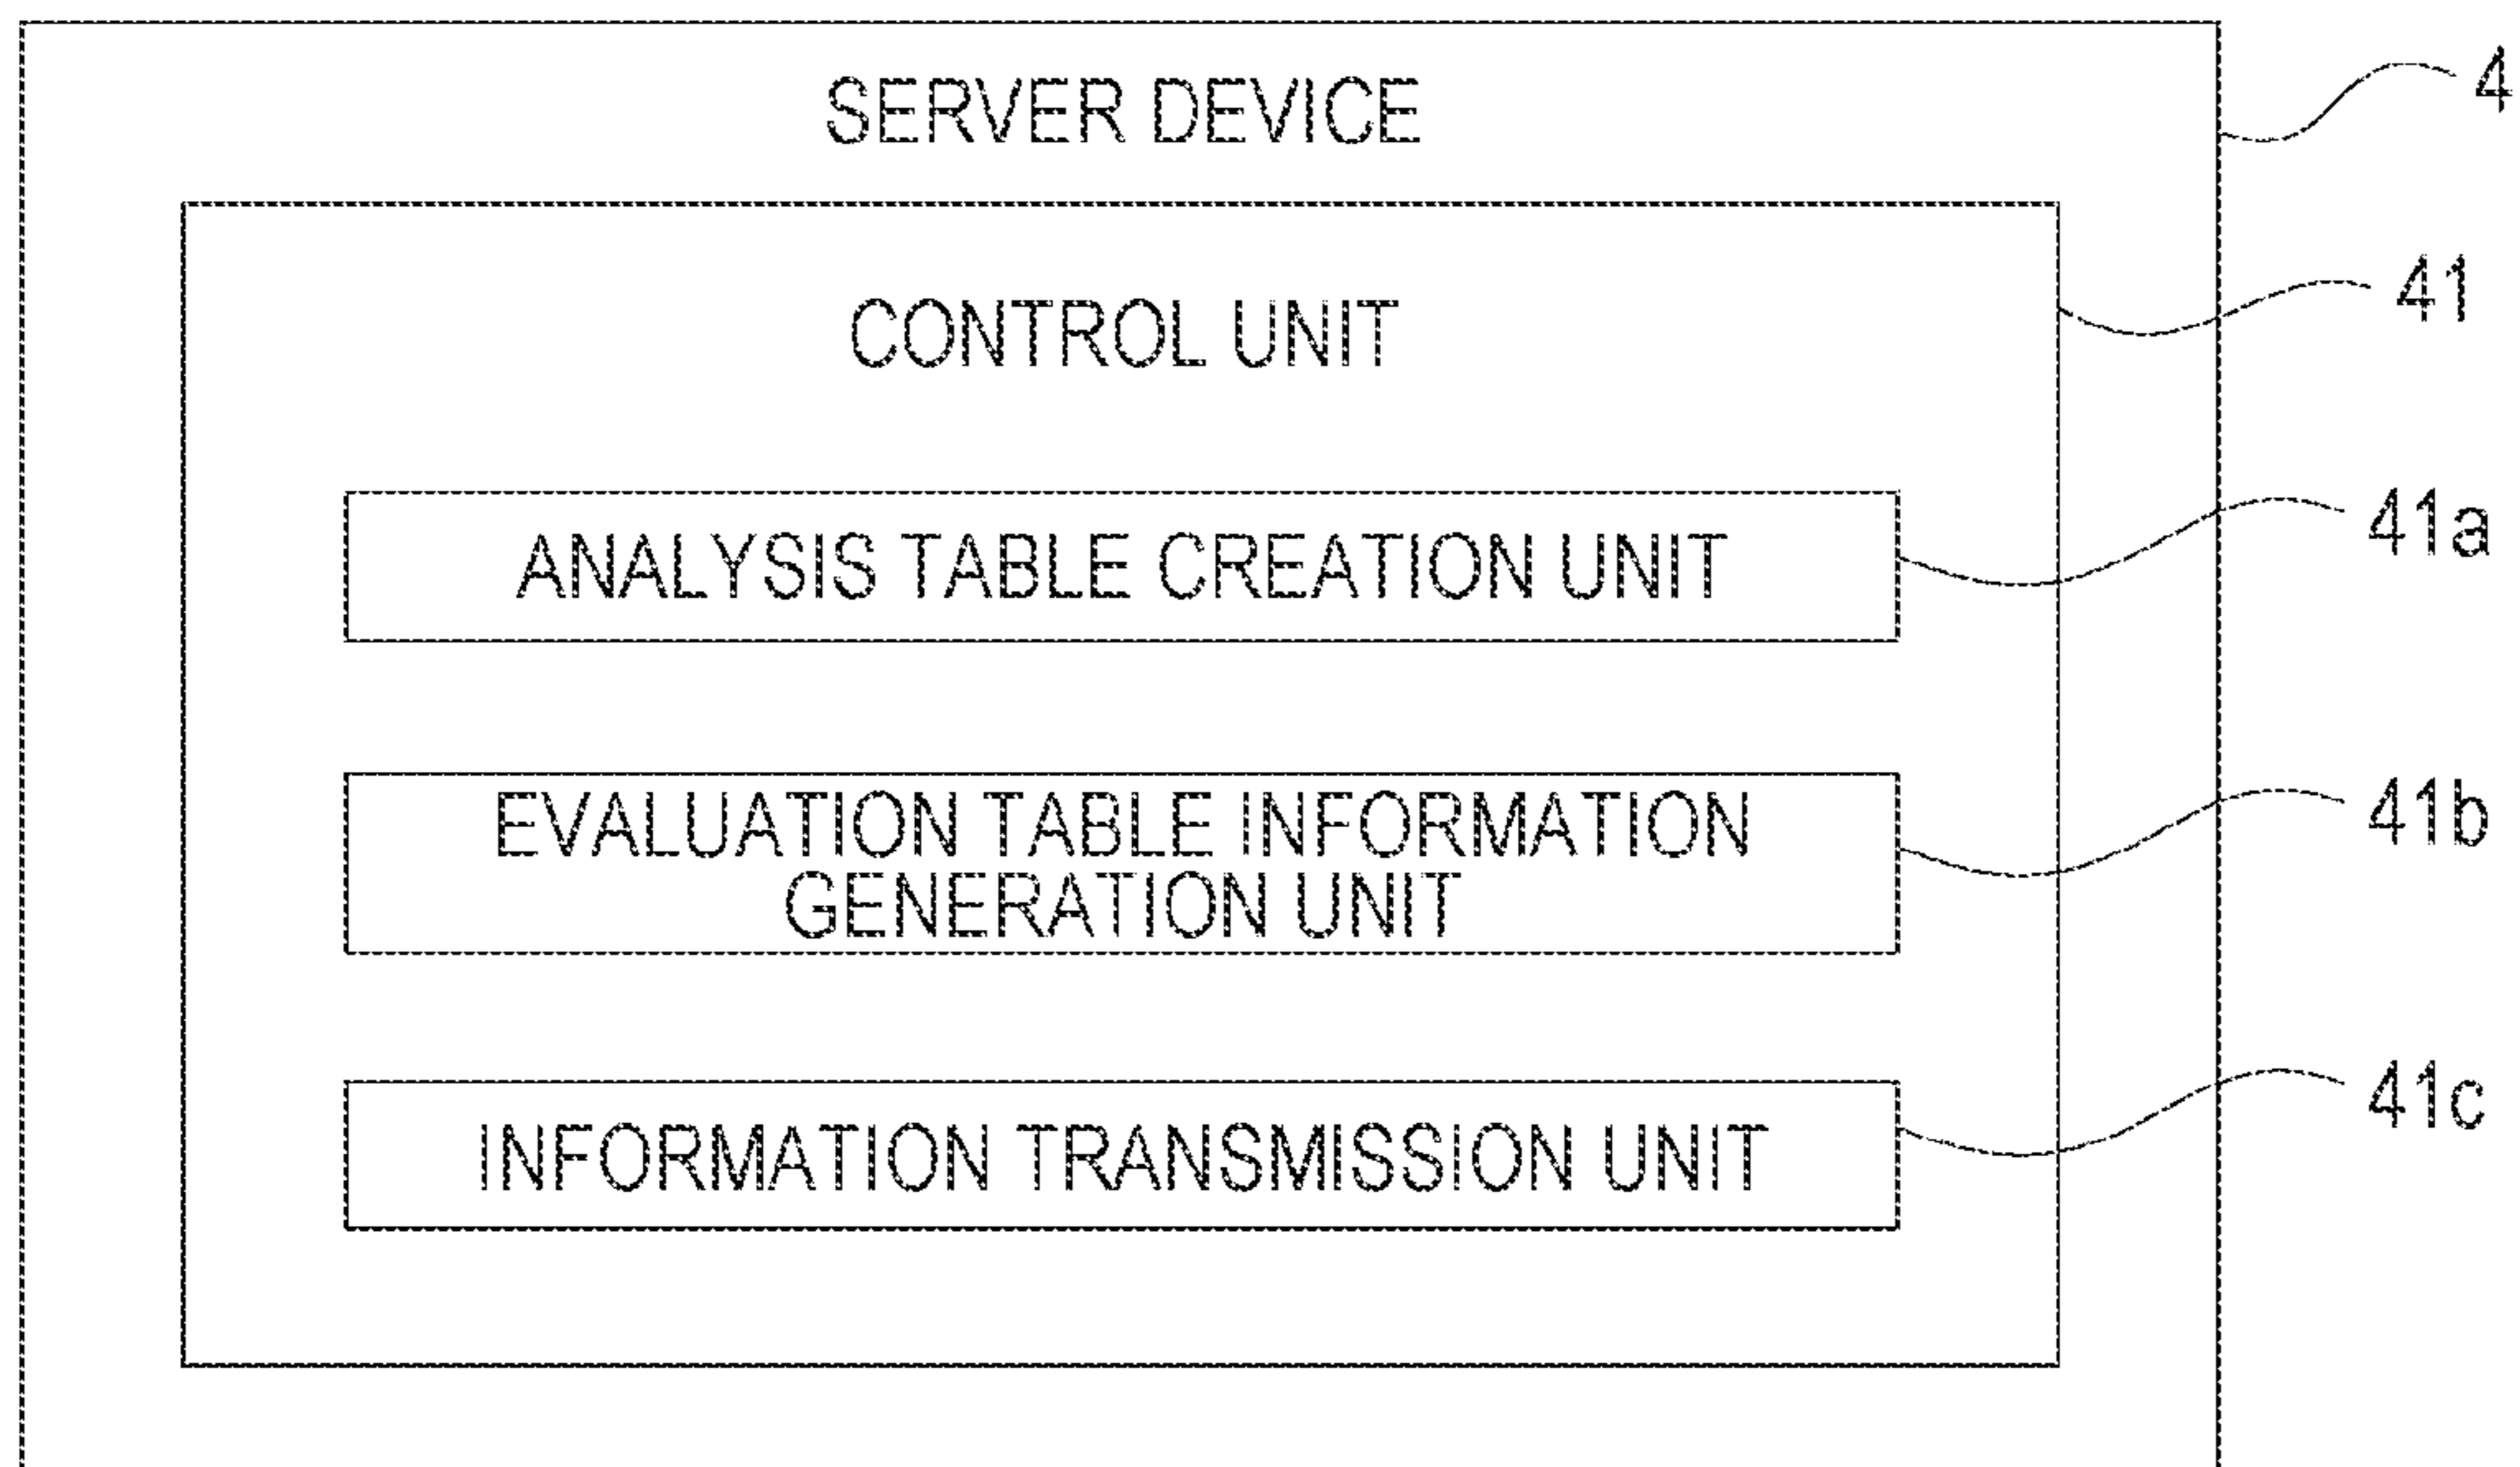 SERVER DEVICE
4
CONTROL UNIT
41
ANALYSIS TABLE CREATION UNIT
41a
EVALUATION TABLE INFORMATION
GENERATION UNIT
41b
INFORMATION TRANSMISSION UNIT
41c